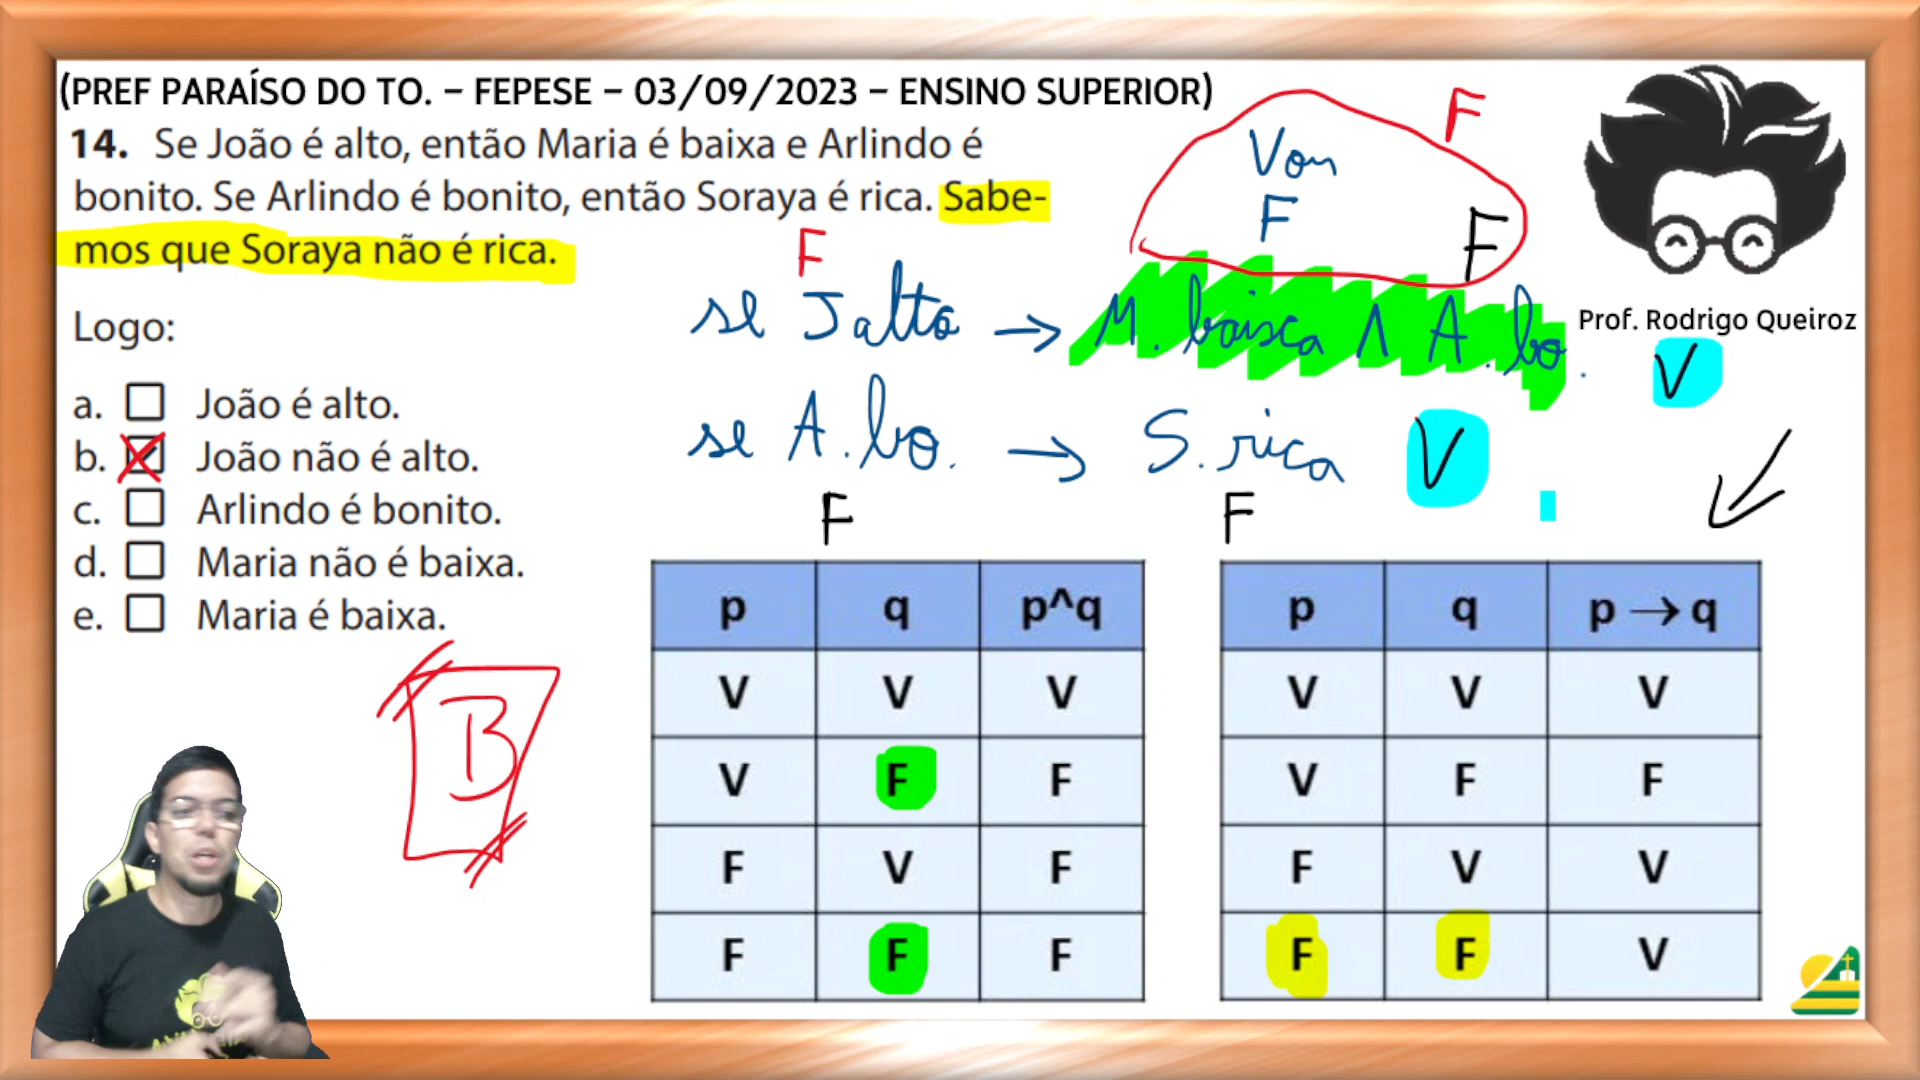 (PREF PARAÍSO DO TO. – FEPESE – 03/09/2023 – ENSINO SUPERIOR)
14. Se João é alto, então Maria é baixa e Arlindo é
bonito. Se Arlindo é bonito, então Soraya é rica. Sabe-
mos que Soraya não é rica.
Logo:
a. João é alto.
b. João não é alto.
c. Arlindo é bonito.
d. Maria não é baixa.
e. Maria é baixa.
B
F
V ou
F
F
F
se J alto → M. baixa ∧ A. bo. V
se A. bo. → S. rica V
F F
Prof. Rodrigo Queiroz
p q p^q
V V V
V F F
F V F
F F F
p q p → q
V V V
V F F
F V V
F F V